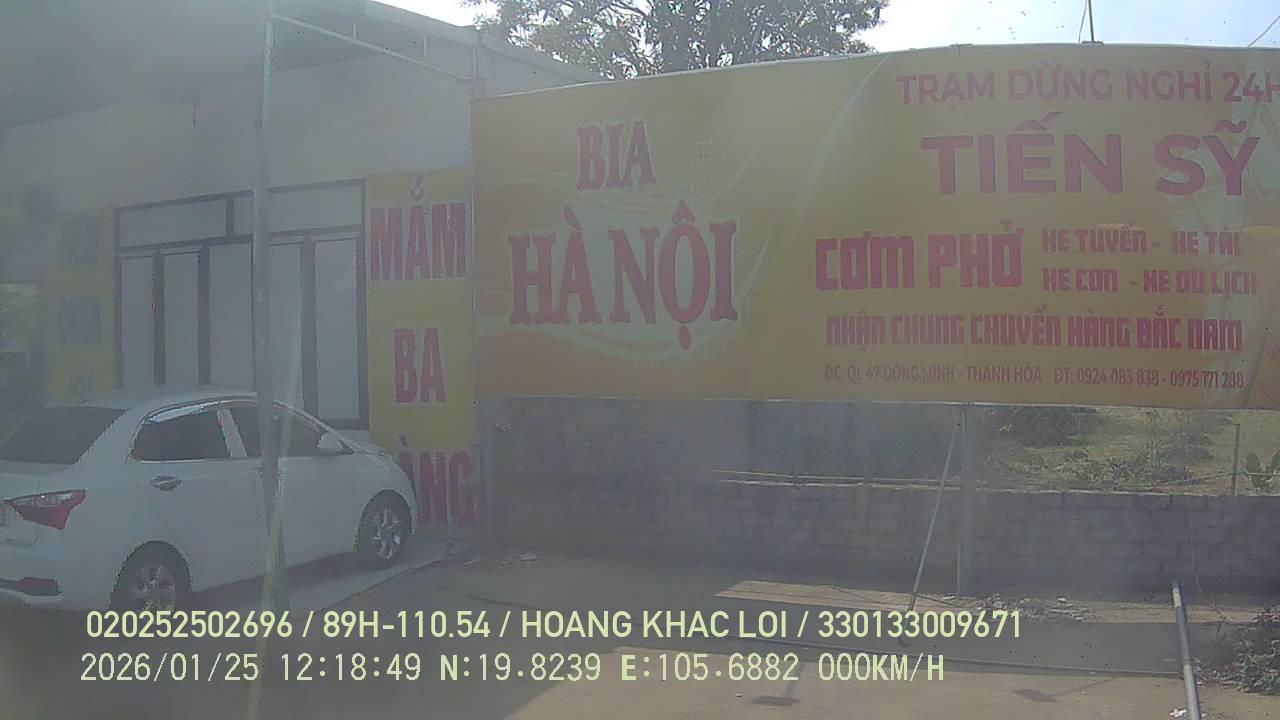 TRẠM DỪNG NGHỈ 24H
TIẾN SỸ
BIA
HÀ NỘI
CƠM PHỞ
XE TUYẾN - XE TẢI
XE CON - XE DU LỊCH
NHẬN CHUNG CHUYỂN HÀNG BẮC NAM
ĐC: QL 47 ĐÔNG MINH - THANH HÓA - ĐT: 0924 083 838 - 0975 171 288
MẮM
BA
LÀNG
020252502696 / 89H-110.54 / HOANG KHAC LOI / 330133009671
2026/01/25 12:18:49 N:19.8239 E:105.6882 000KM/H